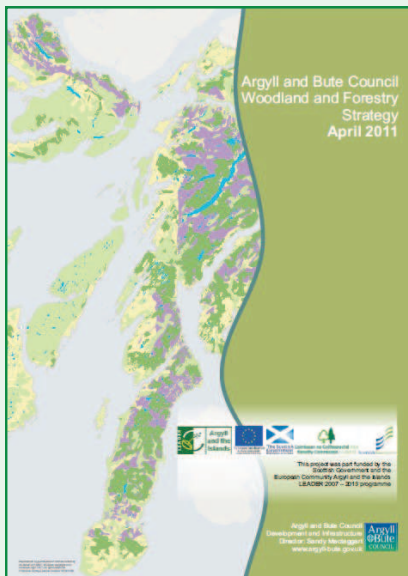 Argyll and Bute Council
Woodland and Forestry
Strategy
April 2011
Argyll
and the
Islands
This project was part funded by the
Scottish Government and the
European Community Argyll and the Islands
LEADER 2007 – 2013 programme
Argyll and Bute Council
Development and Infrastructure
Director: Sandy Mactaggart
www.argyll-bute.gov.uk
Argyll
Bute
COUNCIL